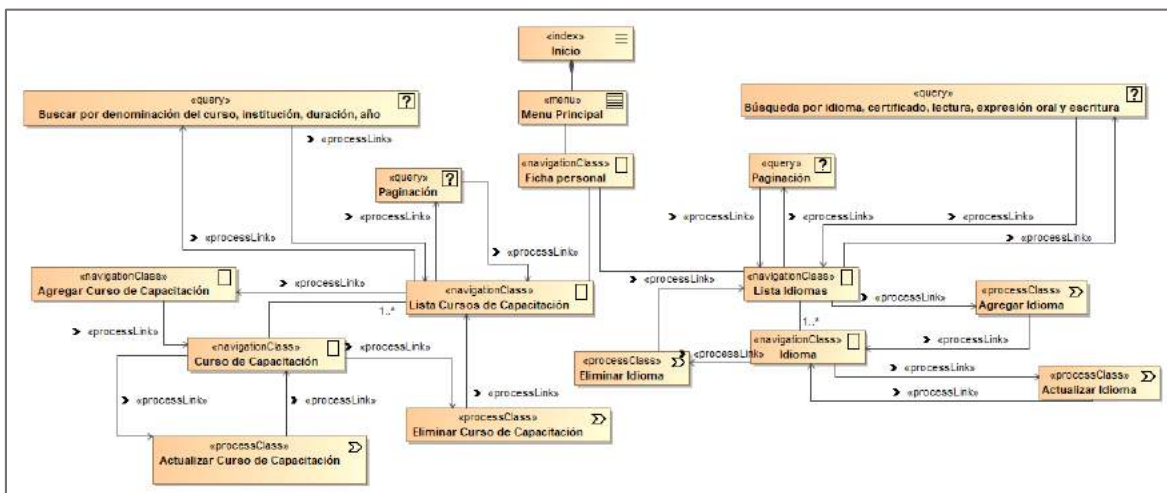 «index»
Inicio
«menu»
Menu Principal
«navigationClass»
Ficha personal
«query»
Buscar por denominación del curso, institución, duración, año
«processLink»
«query»
Paginación
«processLink»
«processLink»
«processLink»
«processLink»
«navigationClass»
Agregar Curso de Capacitación
«processLink»
«navigationClass»
Lista Cursos de Capacitación
1..*
«processLink»
«navigationClass»
Curso de Capacitación
«processLink»
«processLink»
«processLink»
«processLink»
«processClass»
Eliminar Curso de Capacitación
«processClass»
Actualizar Curso de Capacitación
«query»
Búsqueda por idioma, certificado, lectura, expresión oral y escritura
«query»
Paginación
«processLink»
«processLink»
«processLink»
«processLink»
«processLink»
«navigationClass»
Lista Idiomas
«processLink»
«processClass»
Agregar Idioma
1..*
«navigationClass»
Idioma
«processLink»
«processLink»
«processClass»
Eliminar Idioma
«processLink»
«processLink»
«processClass»
Actualizar Idioma